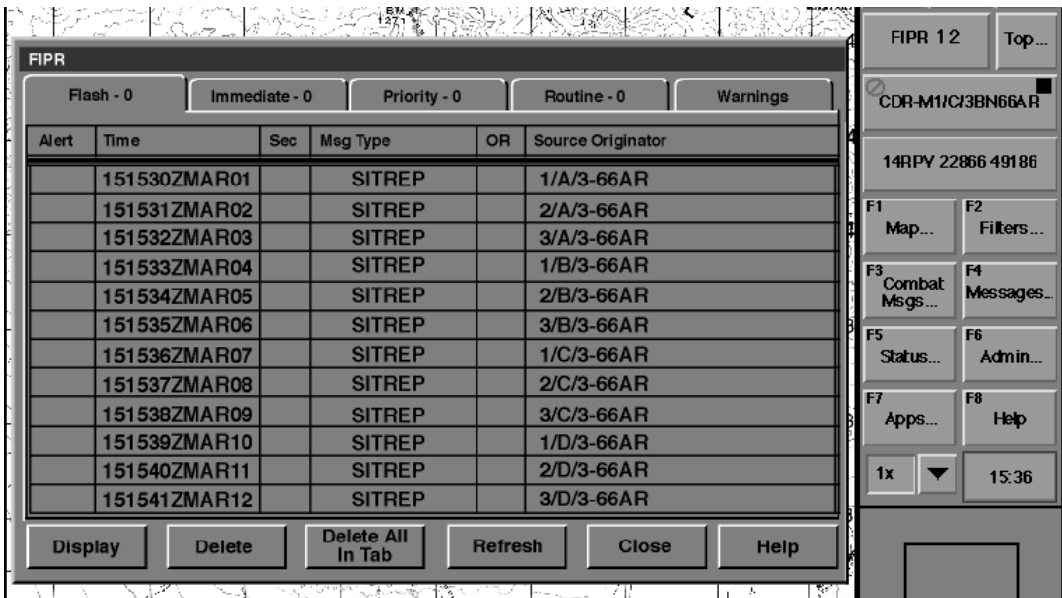 FIPR
Flash - 0 Immediate - 0 Priority - 0 Routine - 0 Warnings
Alert Time Sec Msg Type OR Source Originator
151530ZMAR01 SITREP 1/A/3-66AR
151531ZMAR02 SITREP 2/A/3-66AR
151532ZMAR03 SITREP 3/A/3-66AR
151533ZMAR04 SITREP 1/B/3-66AR
151534ZMAR05 SITREP 2/B/3-66AR
151535ZMAR06 SITREP 3/B/3-66AR
151536ZMAR07 SITREP 1/C/3-66AR
151537ZMAR08 SITREP 2/C/3-66AR
151538ZMAR09 SITREP 3/C/3-66AR
151539ZMAR10 SITREP 1/D/3-66AR
151540ZMAR11 SITREP 2/D/3-66AR
151541ZMAR12 SITREP 3/D/3-66AR
Display Delete Delete All In Tab Refresh Close Help
FIPR 12 Top...
CDR-M1/C/3BN66AR
14RPV 22866 49186
F1 Map... F2 Filters...
F3 Combat Msgs... F4 Messages...
F5 Status... F6 Admin...
F7 Apps... F8 Help
1x 15:36